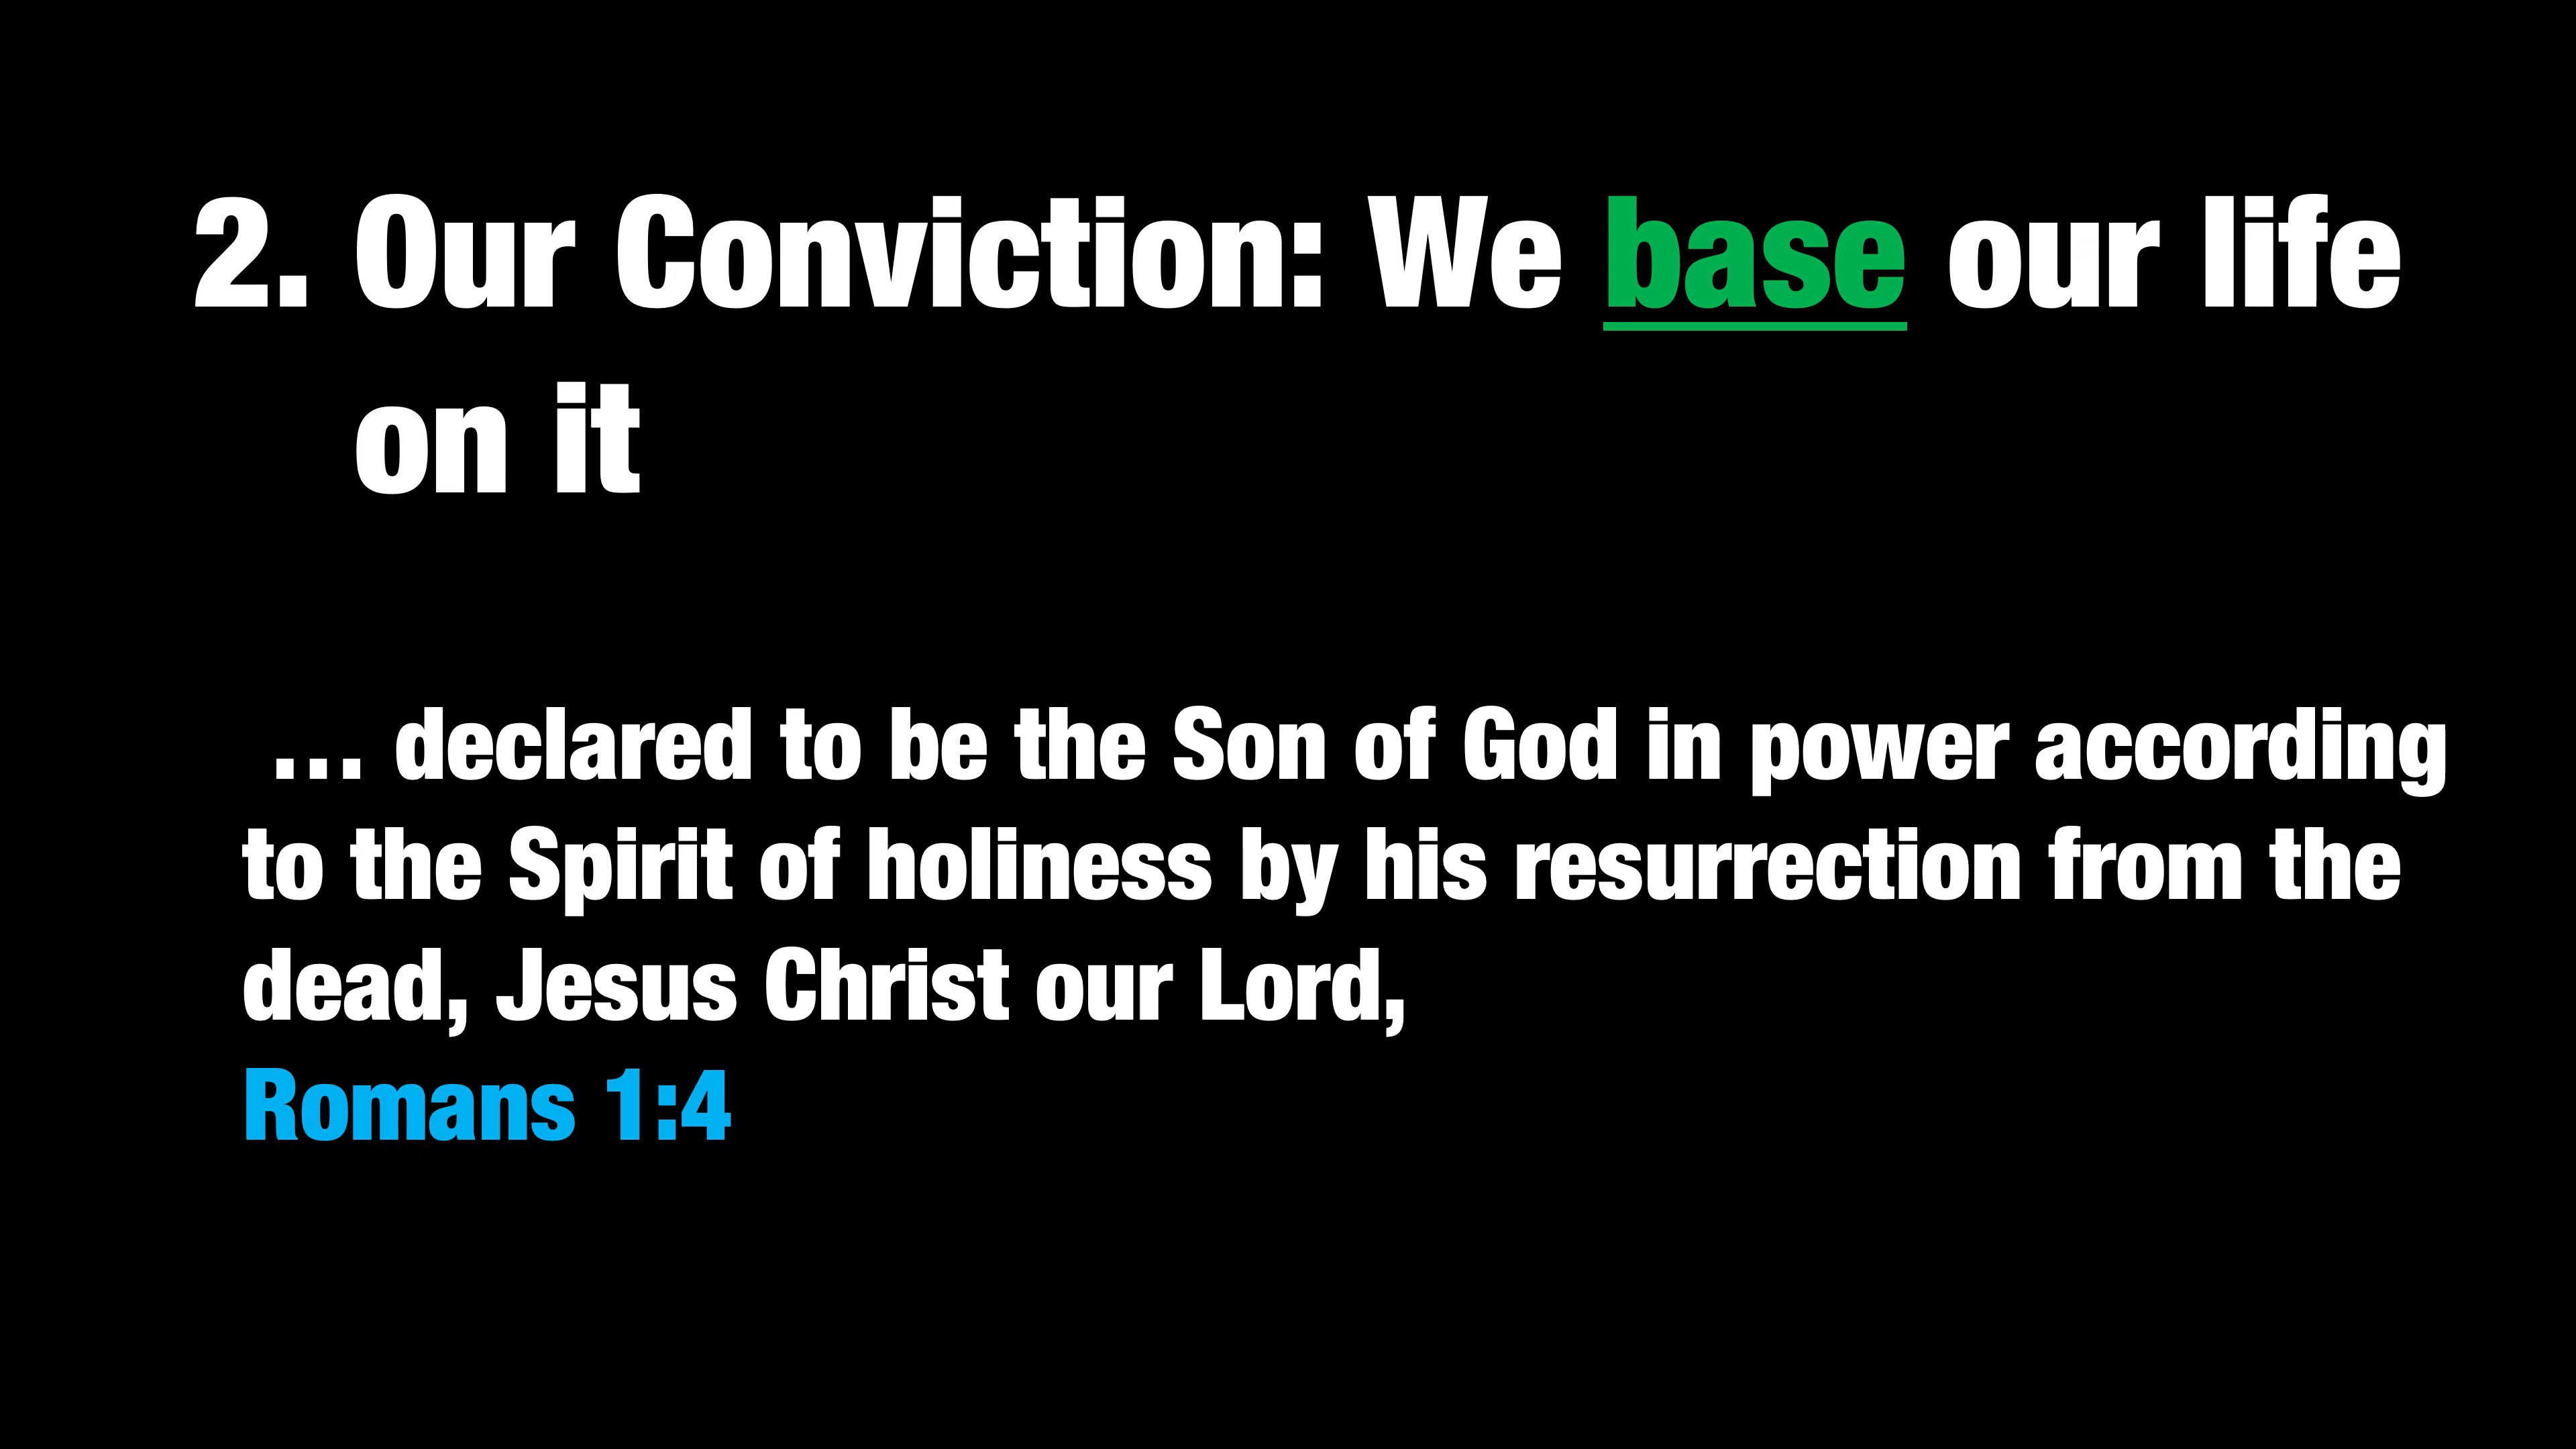 2. Our Conviction: We base our life
on it
… declared to be the Son of God in power according
to the Spirit of holiness by his resurrection from the
dead, Jesus Christ our Lord,
Romans 1:4